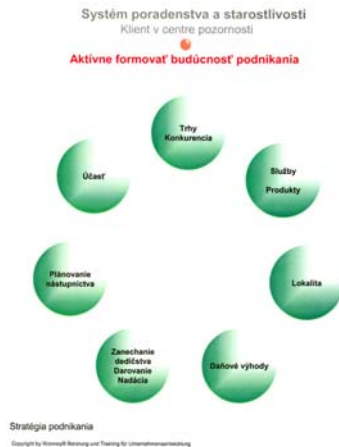 Systém poradenstva a starostlivosti
Klient v centre pozornosti
Aktívne formovať budúcnosť podnikania
Trhy
Konkurencia
Účasť
Služby
Produkty
Plánovanie
nástupníctva
Lokalita
Zanechanie
dedičstva
Darovanie
Nadácia
Daňové výhody
Stratégia podnikania